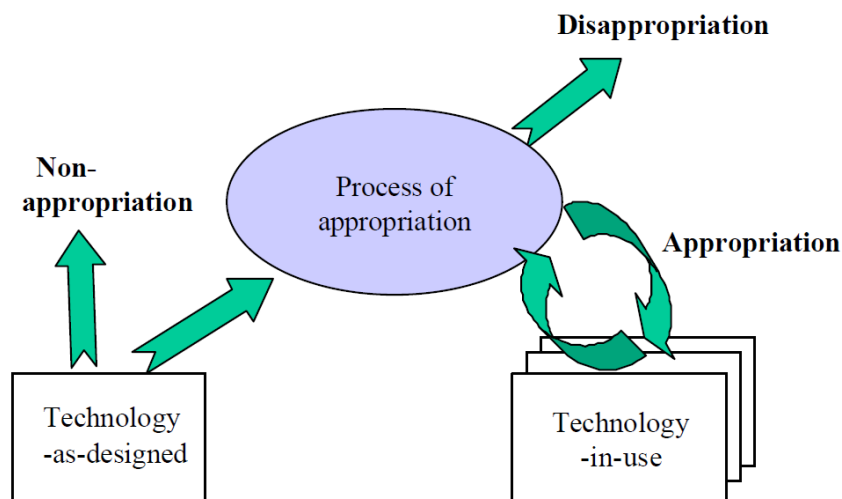 Disappropriation
Non-
appropriation
Process of
appropriation
Appropriation
Technology
-as-designed
Technology
-in-use